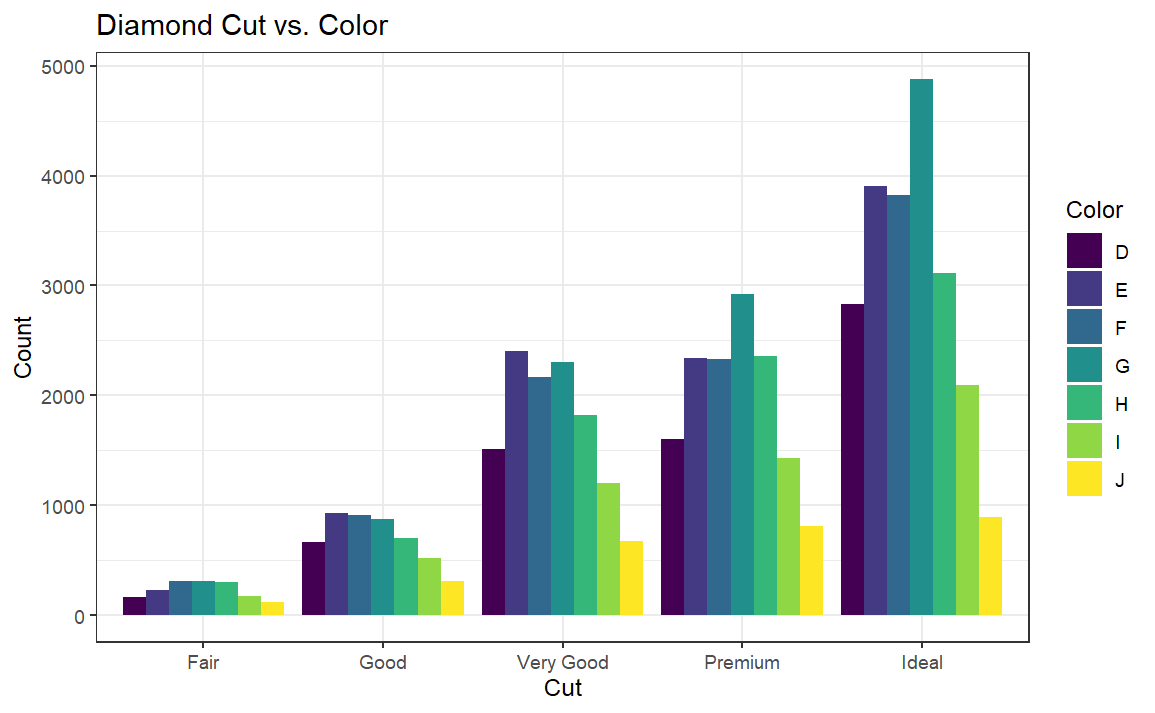 Diamond Cut vs. Color
5000
4000
3000
2000
1000
0
Count
Fair Good Very Good Premium Ideal
Cut
Color
D
E
F
G
H
I
J